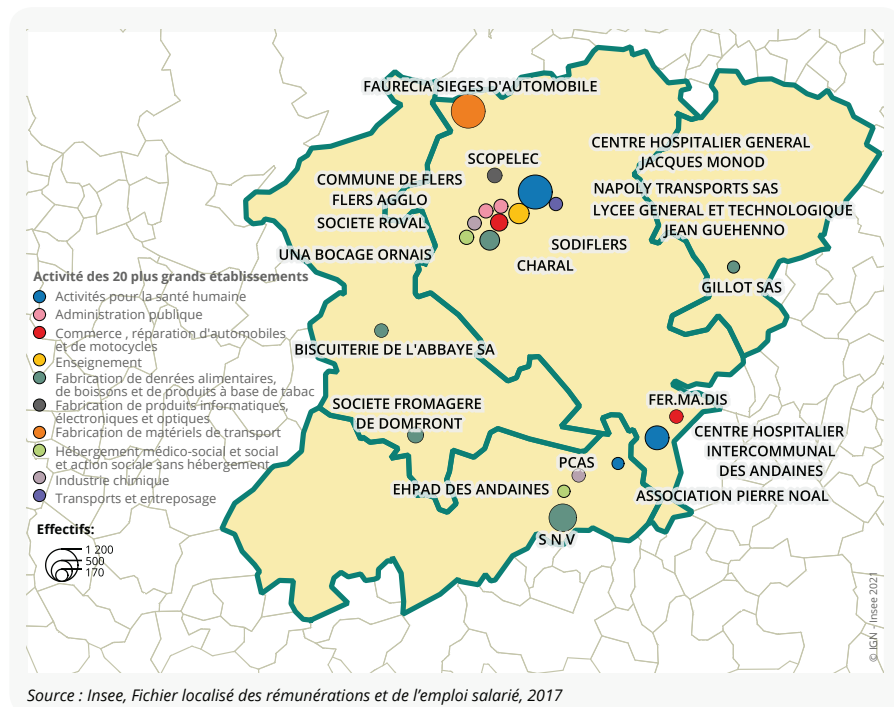 FAURECIA SIEGES D'AUTOMOBILE
CENTRE HOSPITALIER GENERAL
JACQUES MONOD
SCOPELEC
COMMUNE DE FLERS
NAPOLY TRANSPORTS SAS
FLERS AGGLO
LYCEE GENERAL ET TECHNOLOGIQUE
JEAN GUEHENNO
SOCIETE ROVAL
SODIFLERS
UNA BOCAGE ORNAIS
CHARAL
GILLOT SAS
Activité des 20 plus grands établissements
Activités pour la santé humaine
Administration publique
Commerce , réparation d'automobiles
et de motocycles
Enseignement
Fabrication de denrées alimentaires,
de boissons et de produits à base de tabac
Fabrication de produits informatiques,
électroniques et optiques
Fabrication de matériels de transport
Hébergement médico-social et social
et action sociale sans hébergement
Industrie chimique
Transports et entreposage
BISCUITERIE DE L'ABBAYE SA
SOCIETE FROMAGERE
DE DOMFRONT
FER.MA.DIS
CENTRE HOSPITALIER
INTERCOMMUNAL
DES ANDAINES
PCAS
EHPAD DES ANDAINES
ASSOCIATION PIERRE NOAL
S N V
Effectifs:
1 200
500
170
© IGN - Insee 2021
Source : Insee, Fichier localisé des rémunérations et de l'emploi salarié, 2017